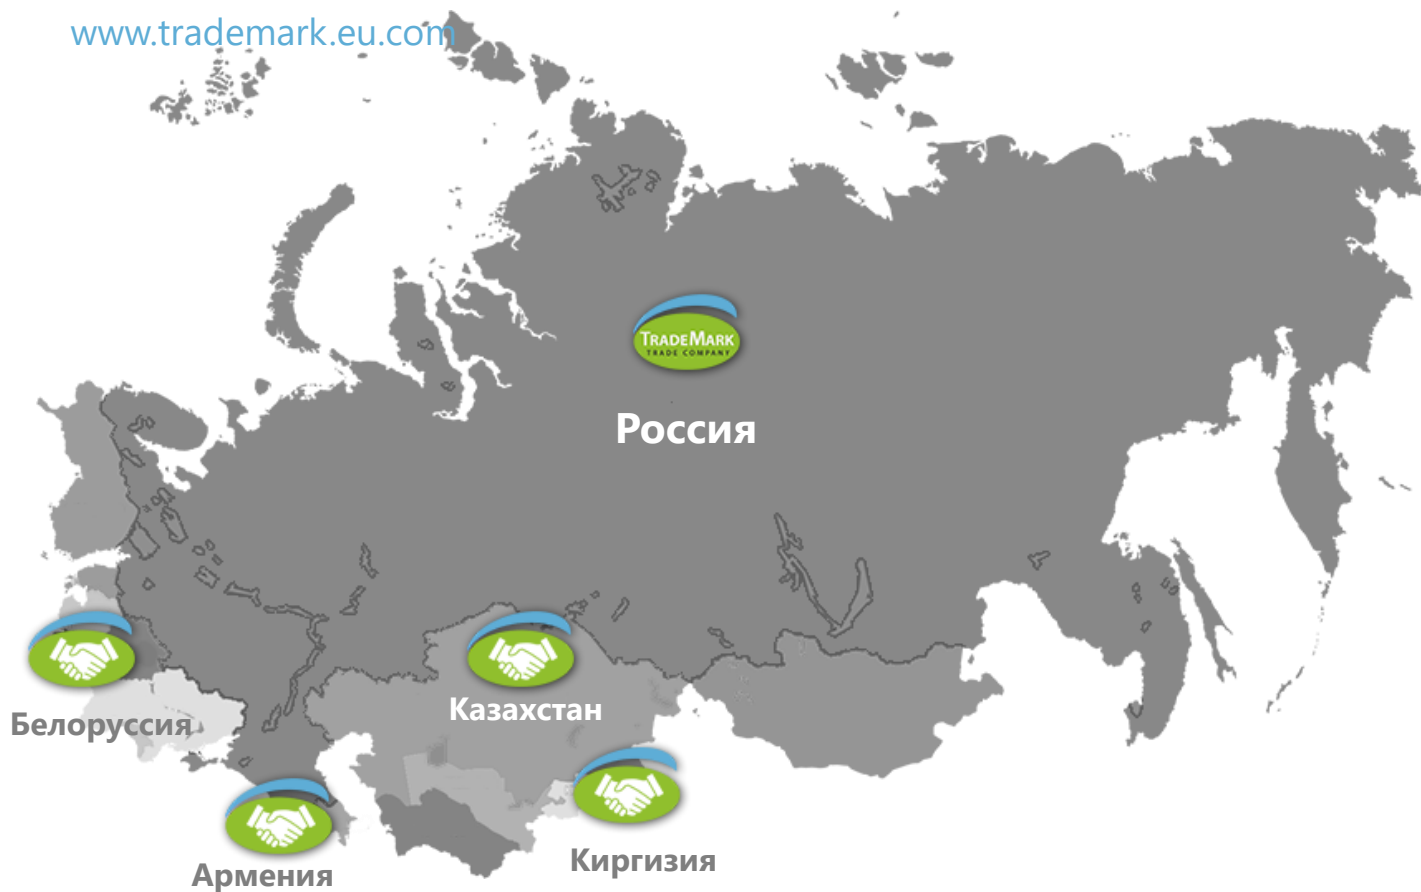 www.trademark.eu.com
TRADEMARK
TRADE COMPANY
Россия
Казахстан
Белоруссия
Киргизия
Армения